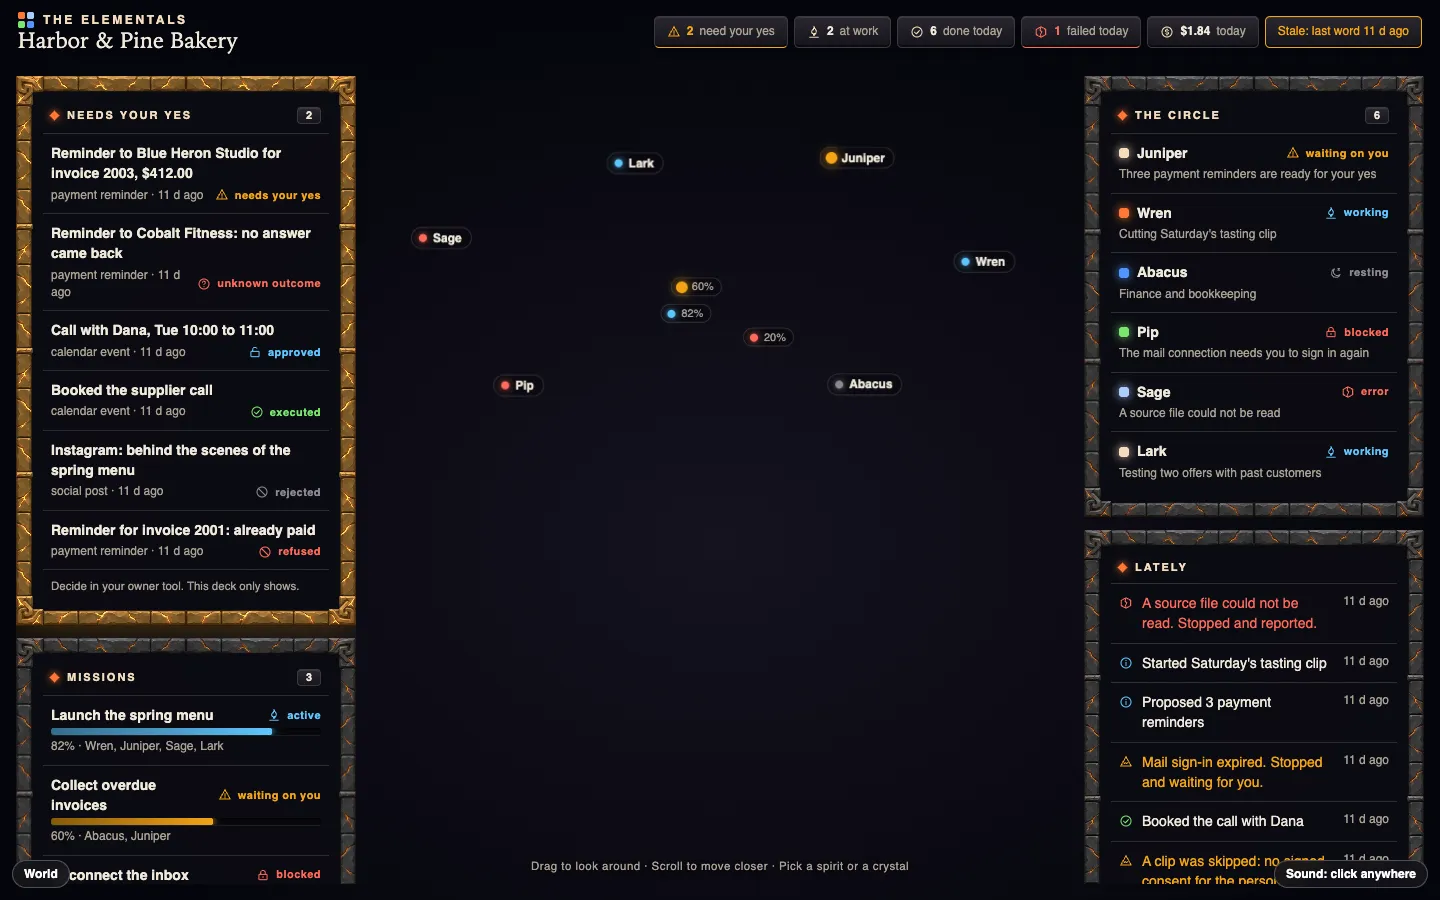 THE ELEMENTALS
Harbor & Pine Bakery
2 need your yes
2 at work
6 done today
1 failed today
$1.84 today
Stale: last word 11 d ago
NEEDS YOUR YES
2
Reminder to Blue Heron Studio for
invoice 2003, $412.00
payment reminder · 11 d ago
needs your yes
Reminder to Cobalt Fitness: no answer
came back
payment reminder · 11 d
ago
unknown outcome
Call with Dana, Tue 10:00 to 11:00
calendar event · 11 d ago
approved
Booked the supplier call
calendar event · 11 d ago
executed
Instagram: behind the scenes of the
spring menu
social post · 11 d ago
rejected
Reminder for invoice 2001: already paid
payment reminder · 11 d ago
refused
Decide in your owner tool. This deck only shows.
MISSIONS
3
Launch the spring menu
active
82% · Wren, Juniper, Sage, Lark
Collect overdue
invoices
waiting on you
60% · Abacus, Juniper
connect the inbox
blocked
World
Lark
Juniper
Sage
Wren
60%
82%
20%
Pip
Abacus
Drag to look around · Scroll to move closer · Pick a spirit or a crystal
THE CIRCLE
6
Juniper
waiting on you
Three payment reminders are ready for your yes
Wren
working
Cutting Saturday's tasting clip
Abacus
resting
Finance and bookkeeping
Pip
blocked
The mail connection needs you to sign in again
Sage
error
A source file could not be read
Lark
working
Testing two offers with past customers
LATELY
A source file could not be
read. Stopped and reported.
11 d ago
Started Saturday's tasting clip
11 d ago
Proposed 3 payment
reminders
11 d ago
Mail sign-in expired. Stopped
and waiting for you.
11 d ago
Booked the call with Dana
11 d ago
A clip was skipped: no signed
11 d ago
consent for the
Sound: click anywhere